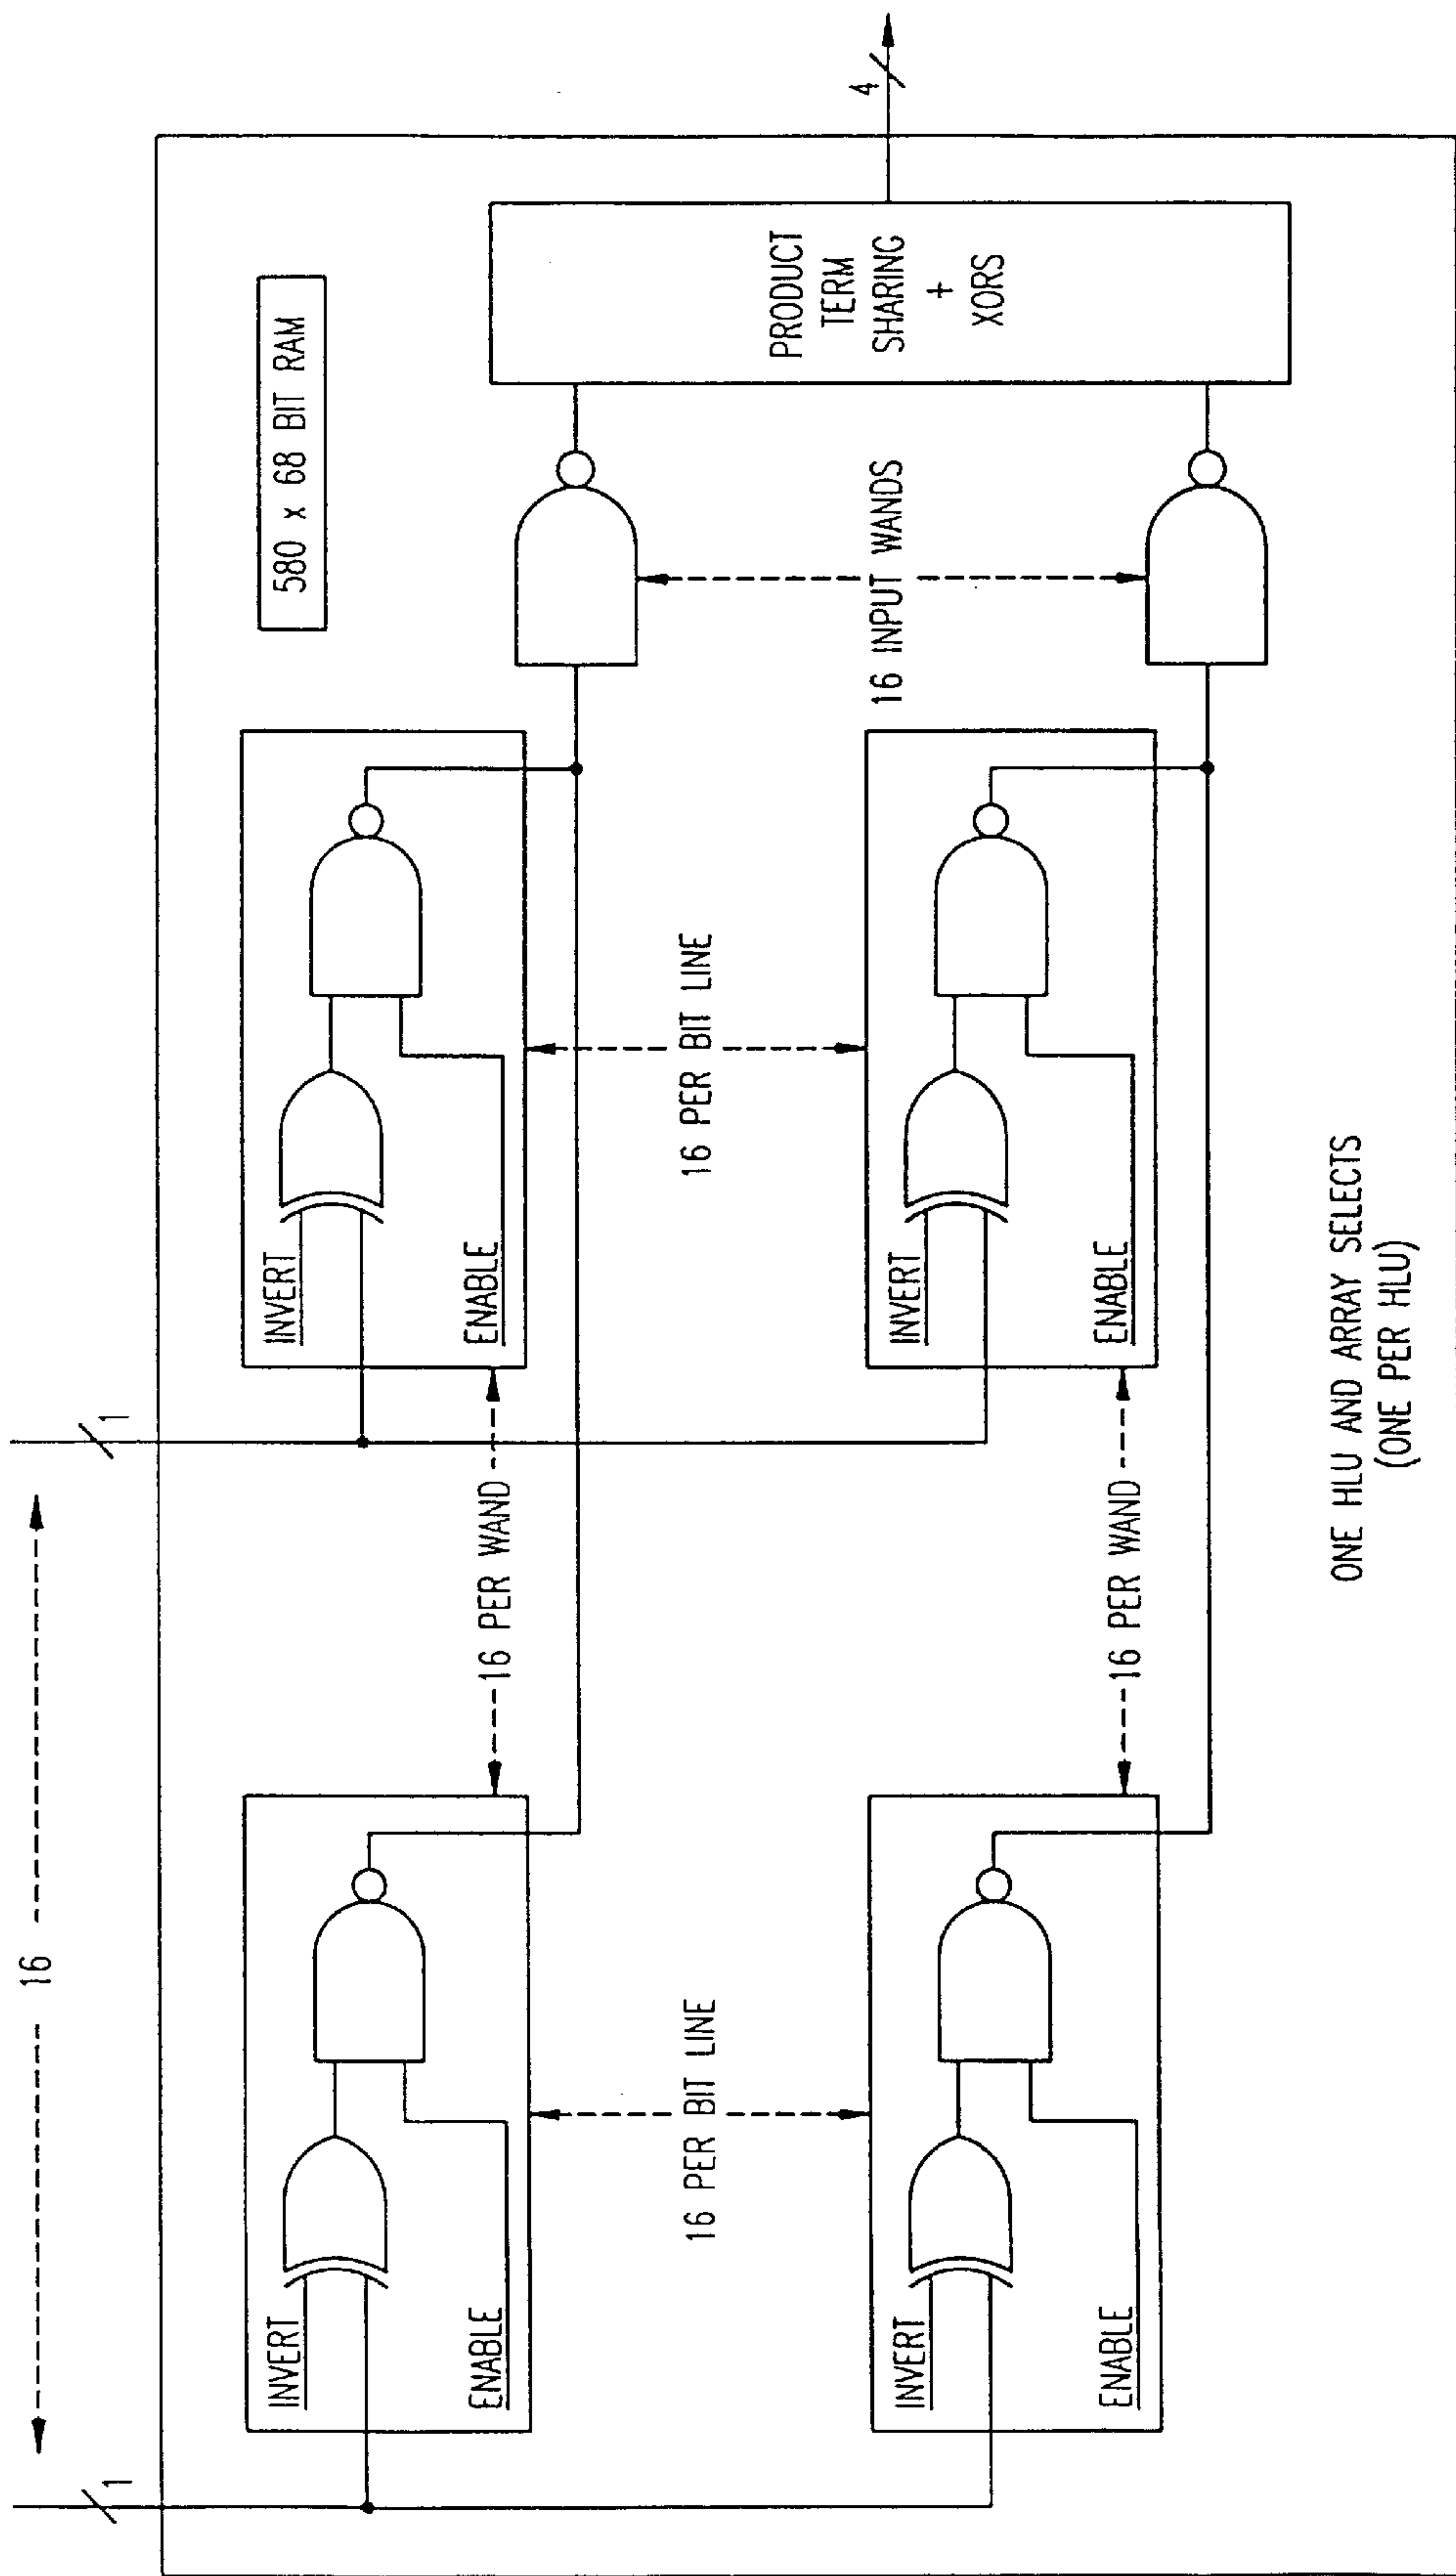 16
1
1
580 x 68 BIT RAM
INVERT
ENABLE
16 PER WAND
INVERT
ENABLE
16 PER BIT LINE
16 PER BIT LINE
16 INPUT WANDS
PRODUCT
TERM
SHARING
+
XORS
4
INVERT
ENABLE
16 PER WAND
INVERT
ENABLE
ONE HLU AND ARRAY SELECTS
(ONE PER HLU)